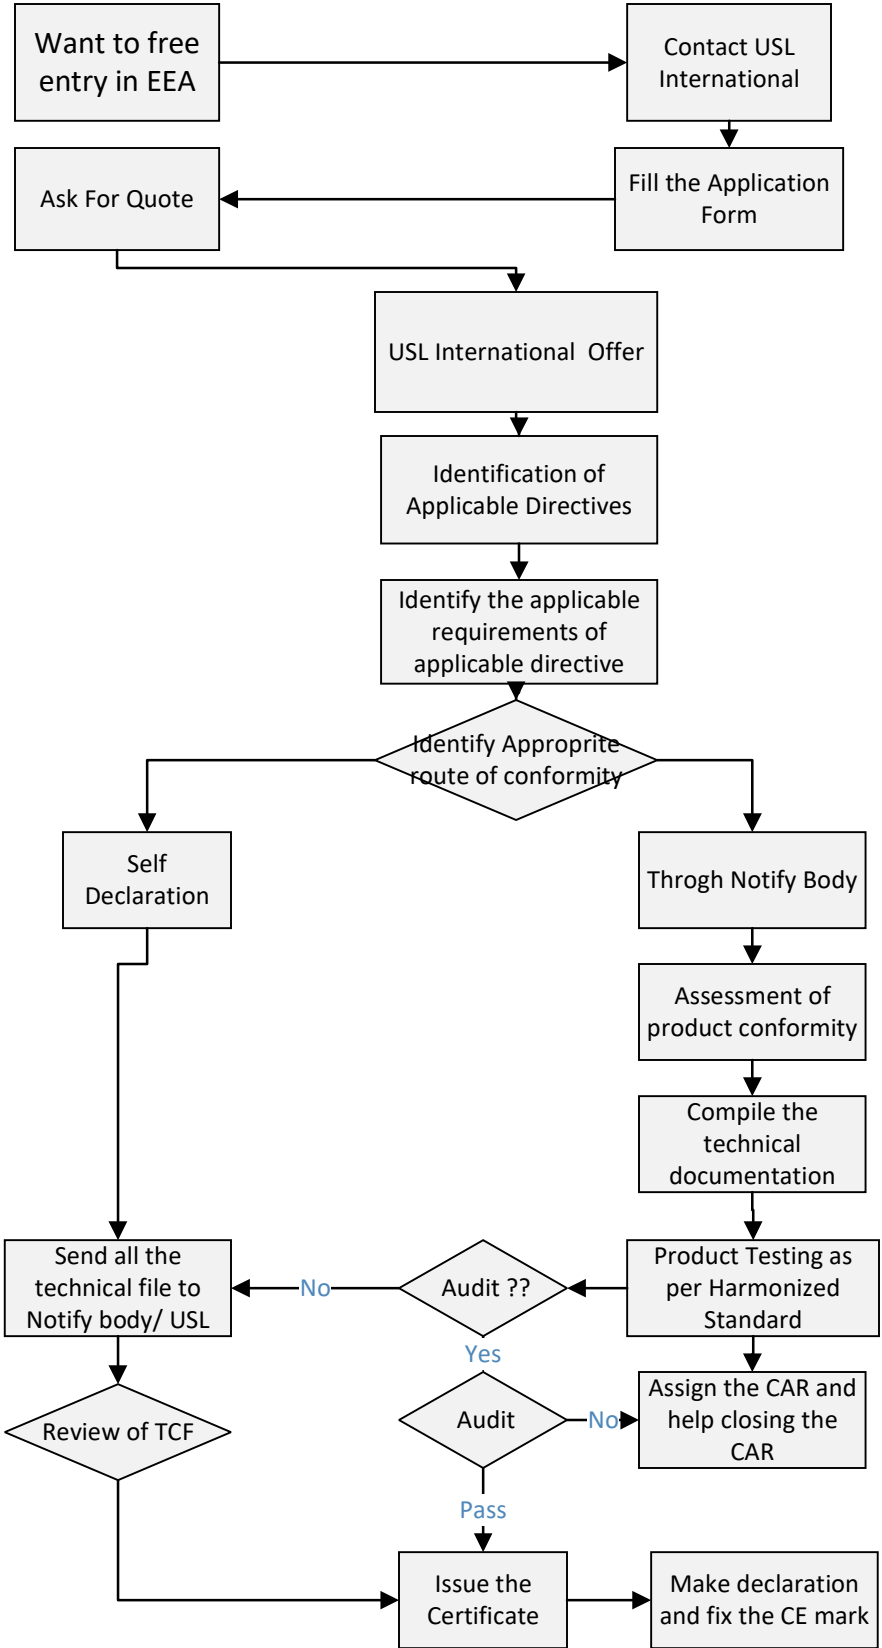 Want to free
entry in EEA
Contact USL
International
Ask For Quote
Fill the Application
Form
USL International  Offer
Identification of
Applicable Directives
Identify the applicable
requirements of
applicable directive
Identify Approprite
route of conformity
Self
Declaration
Throgh Notify Body
Assessment of
product conformity
Compile the
technical
documentation
Send all the
technical file to
Notify body/ USL
No
Audit ??
Product Testing as
per Harmonized
Standard
Yes
Review of TCF
Audit
No
Assign the CAR and
help closing the
CAR
Pass
Issue the
Certificate
Make declaration
and fix the CE mark